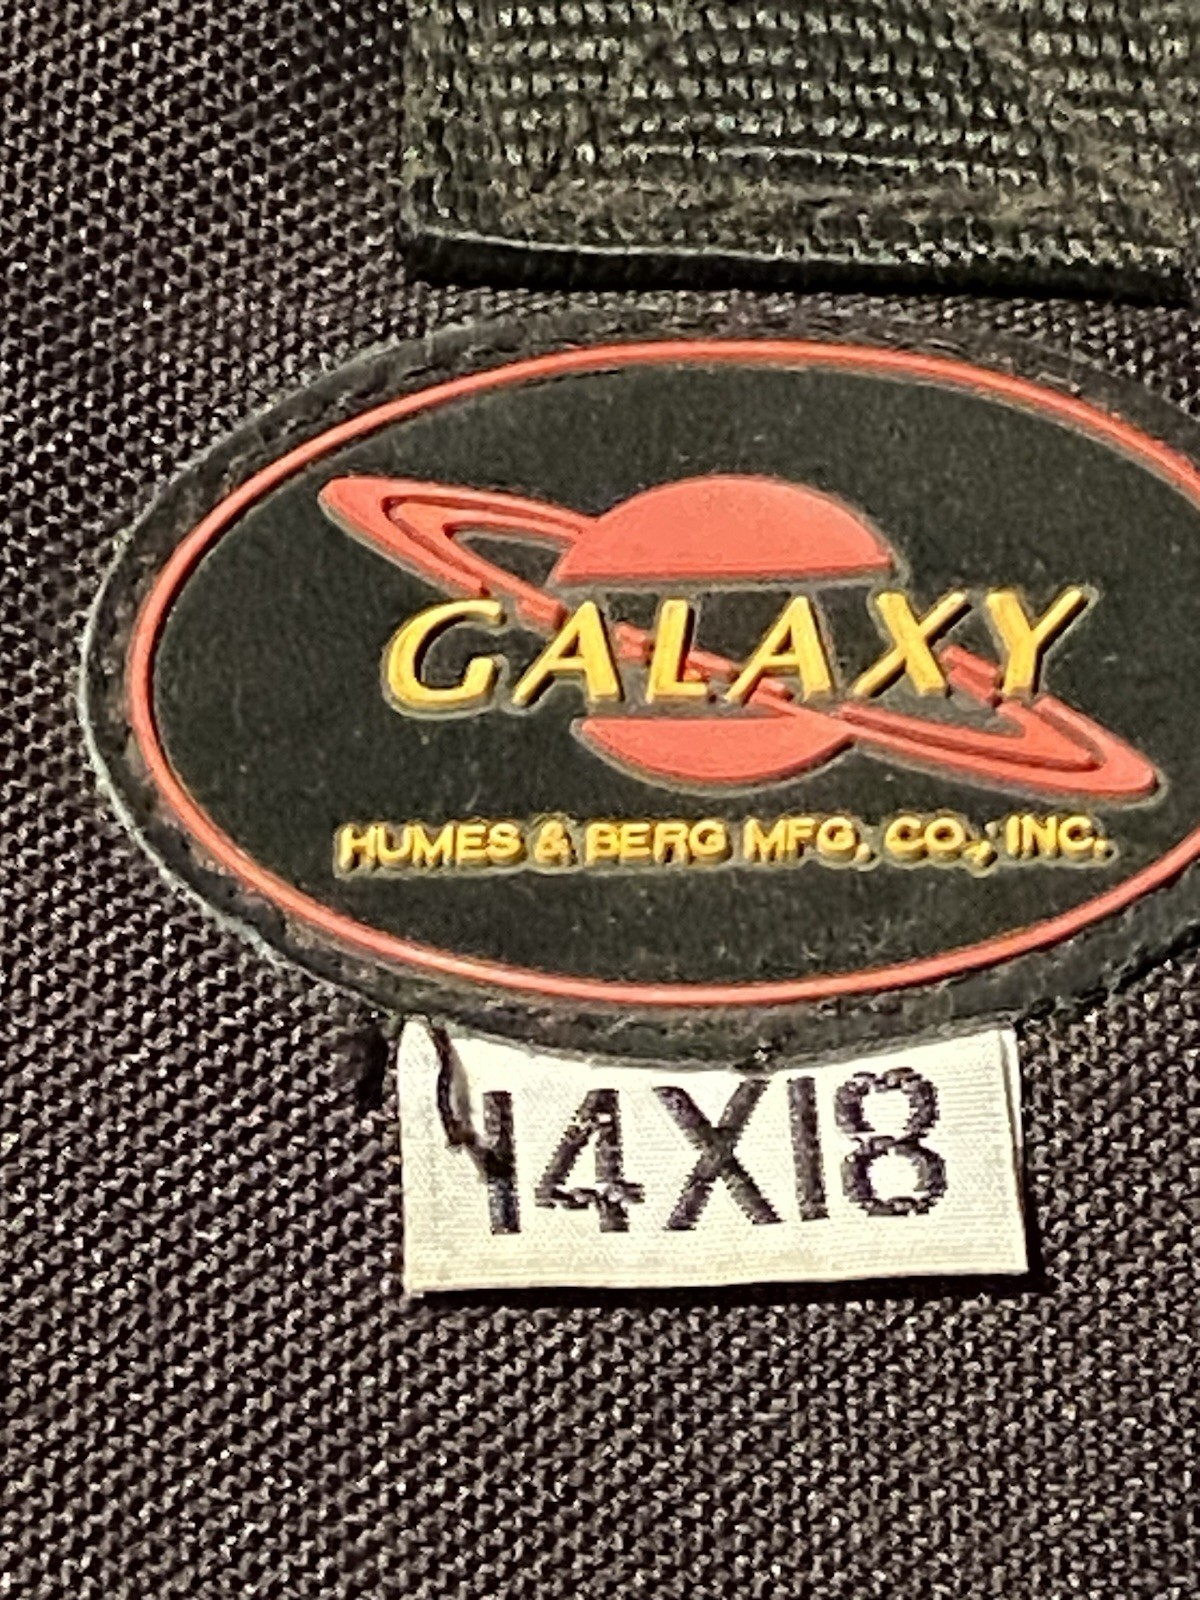 GALAXY
HUMES & BERG MFG. CO., INC.
14X18